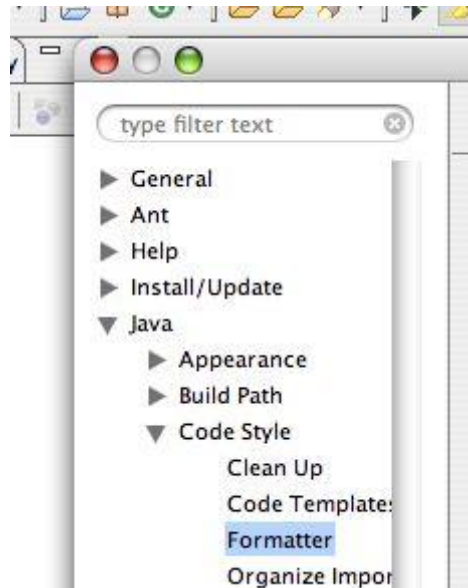 type filter text
General
Ant
Help
Install/Update
Java
Appearance
Build Path
Code Style
Clean Up
Code Templates
Formatter
Organize Impor